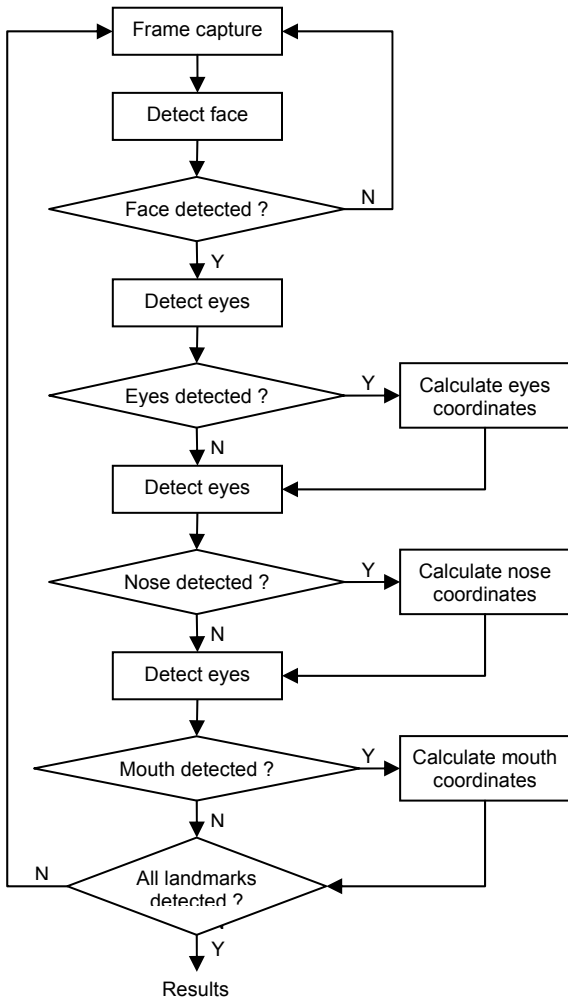 Frame capture
Detect face
Face detected ?
N
Y
Detect eyes
Eyes detected ?
Y
Calculate eyes
coordinates
N
Detect eyes
Nose detected ?
Y
Calculate nose
coordinates
N
Detect eyes
Mouth detected ?
Y
Calculate mouth
coordinates
N
N
All landmarks
detected ?
Y
Results